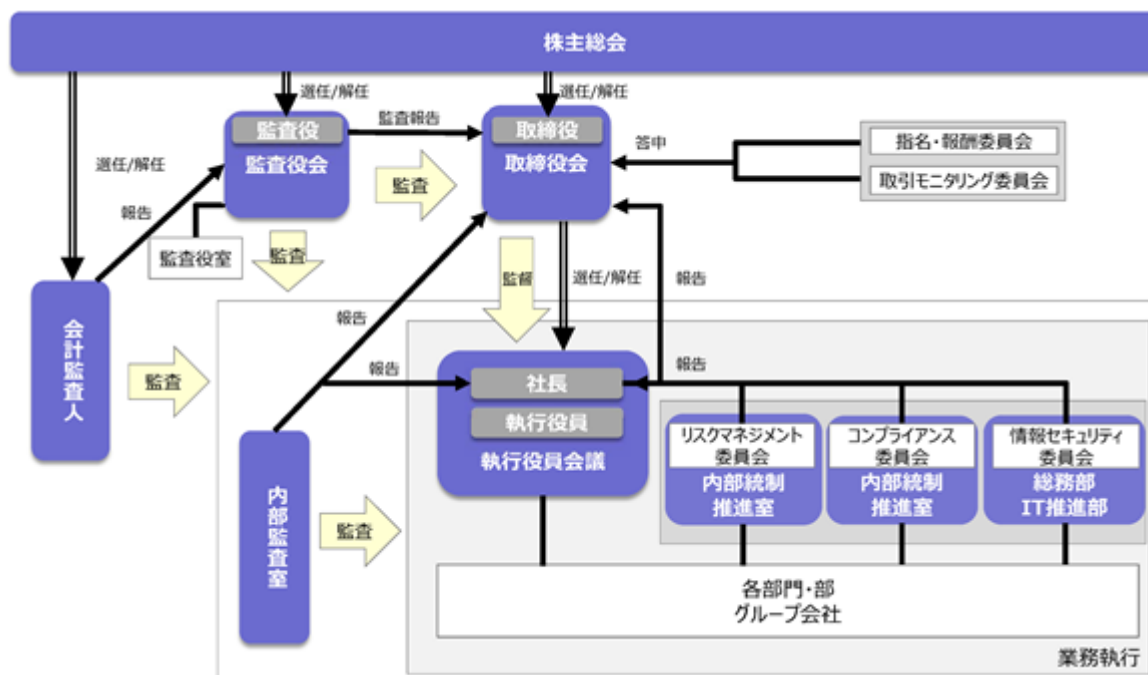 株主総会
選任/解任
選任/解任
選任/解任
監査役
監査役会
監査報告
取締役
取締役会
答申
指名・報酬委員会
取引モニタリング委員会
監査
報告
監査役室
監査
監督
選任/解任
報告
会計監査人
監査
報告
報告
報告
社長
執行役員
執行役員会議
リスクマネジメント
委員会
内部統制
推進室
コンプライアンス
委員会
内部統制
推進室
情報セキュリティ
委員会
総務部
IT推進部
内部監査室
監査
各部門・部
グループ会社
業務執行